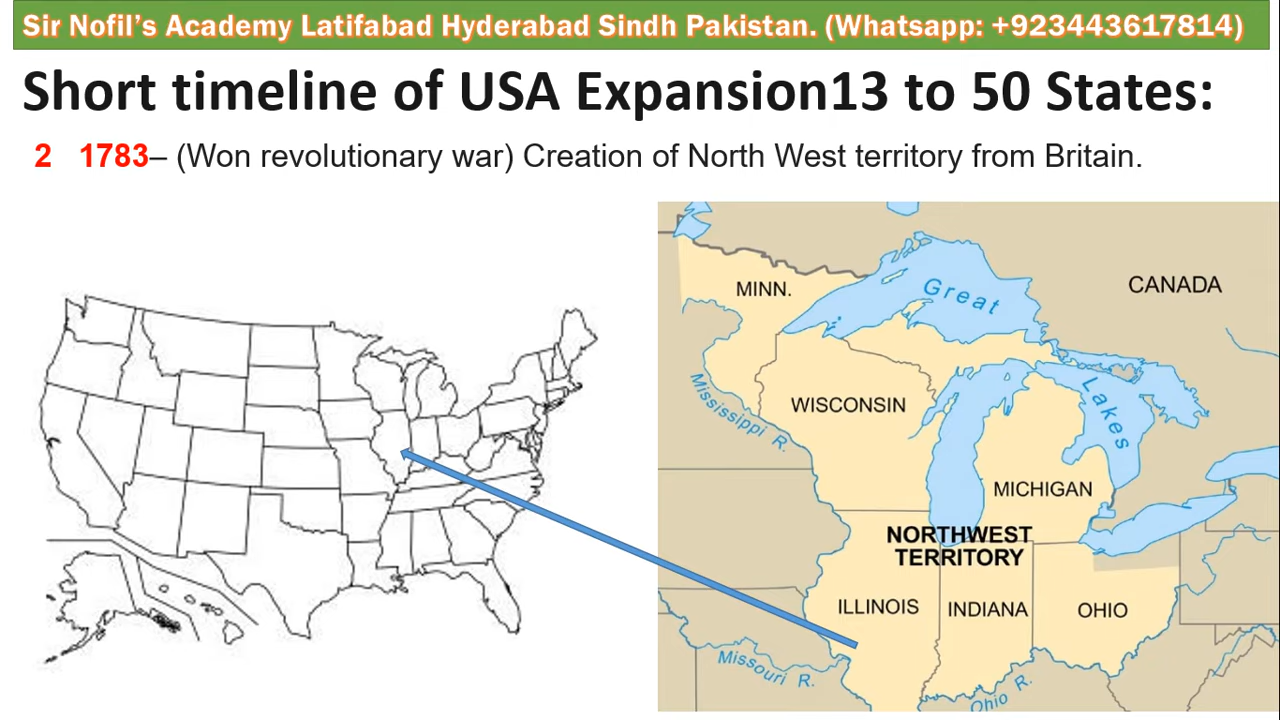 Sir Nofil’s Academy Latifabad Hyderabad Sindh Pakistan. (Whatsapp: +923443617814)
Short timeline of USA Expansion13 to 50 States:
2 1783– (Won revolutionary war) Creation of North West territory from Britain.
CANADA
MINN.
Great
Lakes
Mississippi R.
WISCONSIN
MICHIGAN
NORTHWEST
TERRITORY
ILLINOIS
INDIANA
OHIO
Missouri R.
Ohio R.